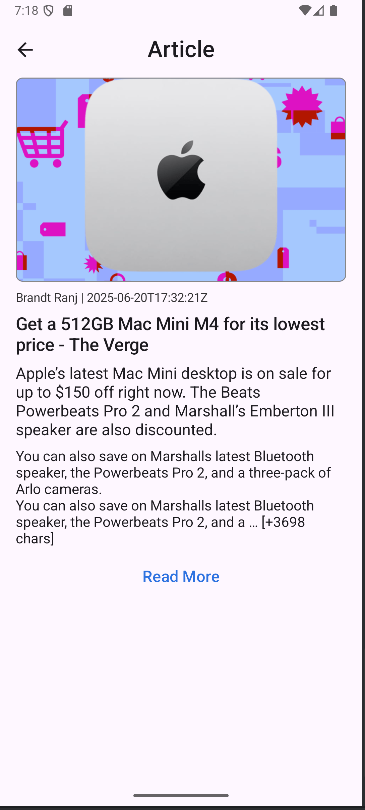 7:18
Article
Brandt Ranj | 2025-06-20T17:32:21Z
Get a 512GB Mac Mini M4 for its lowest
price - The Verge
Apple’s latest Mac Mini desktop is on sale for
up to $150 off right now. The Beats
Powerbeats Pro 2 and Marshall’s Emberton III
speaker are also discounted.
You can also save on Marshalls latest Bluetooth
speaker, the Powerbeats Pro 2, and a three-pack of
Arlo cameras.
You can also save on Marshalls latest Bluetooth
speaker, the Powerbeats Pro 2, and a … [+3698
chars]
Read More